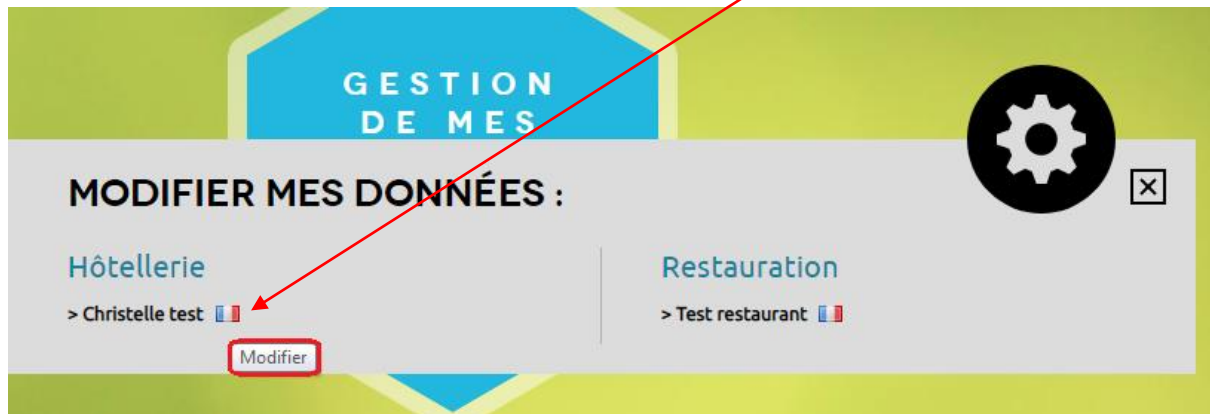 GESTION
DE MES
MODIFIER MES DONNÉES :
Hôtellerie
> Christelle test
Modifier
Restauration
> Test restaurant